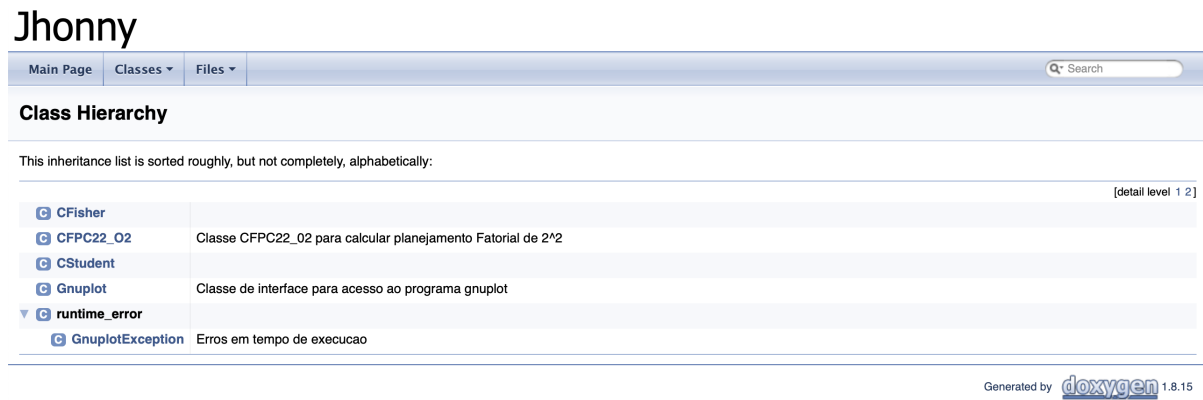 Jhonny
Main Page Classes Files Search
Class Hierarchy
This inheritance list is sorted roughly, but not completely, alphabetically:
[detail level 1 2]
C CFisher
C CFPC22_O2 Classe CFPC22_02 para calcular planejamento Fatorial de 2^2
C CStudent
C Gnuplot Classe de interface para acesso ao programa gnuplot
C runtime_error
C GnuplotException Erros em tempo de execucao
Generated by doxygen 1.8.15